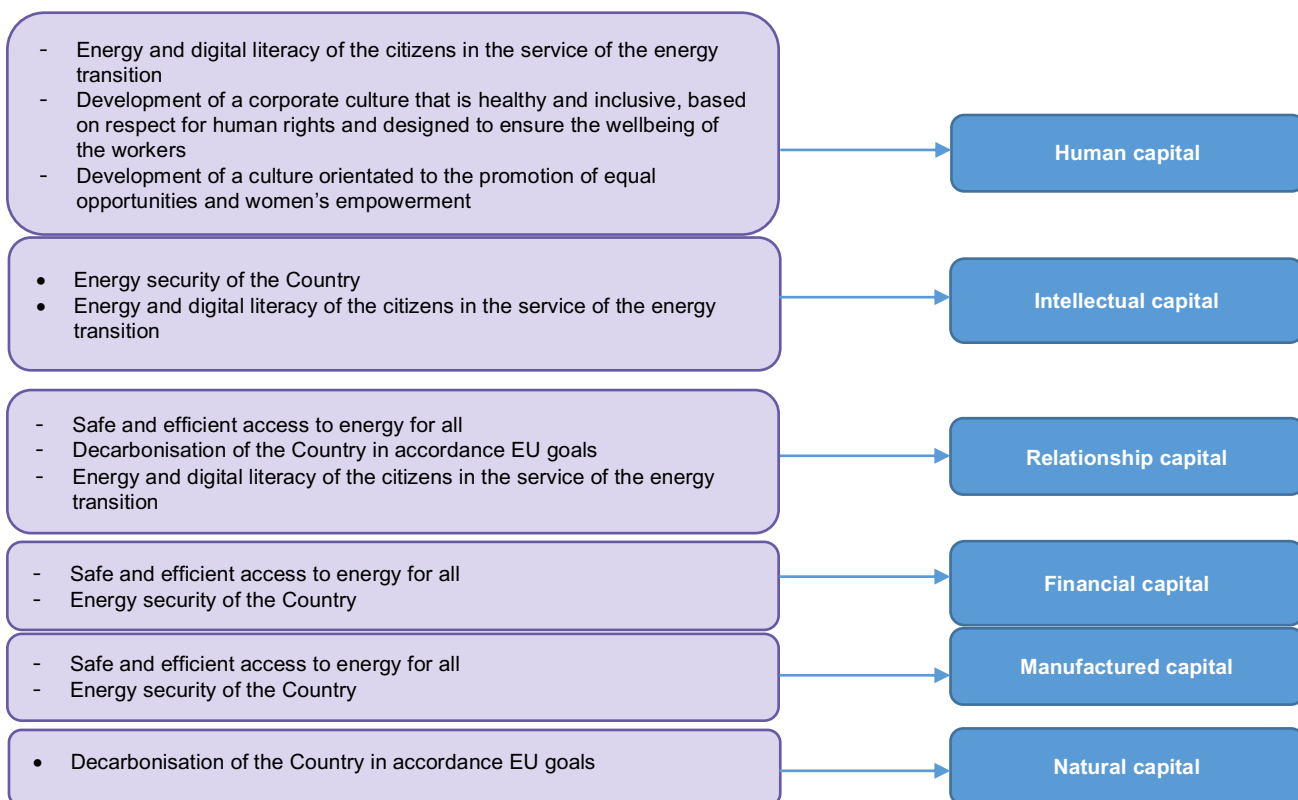 - Energy and digital literacy of the citizens in the service of the energy
transition
- Development of a corporate culture that is healthy and inclusive, based
on respect for human rights and designed to ensure the wellbeing of
the workers
- Development of a culture orientated to the promotion of equal
opportunities and women’s empowerment
Human capital
• Energy security of the Country
• Energy and digital literacy of the citizens in the service of the energy
transition
Intellectual capital
- Safe and efficient access to energy for all
- Decarbonisation of the Country in accordance EU goals
- Energy and digital literacy of the citizens in the service of the energy
transition
Relationship capital
- Safe and efficient access to energy for all
- Energy security of the Country
Financial capital
- Safe and efficient access to energy for all
- Energy security of the Country
Manufactured capital
• Decarbonisation of the Country in accordance EU goals
Natural capital